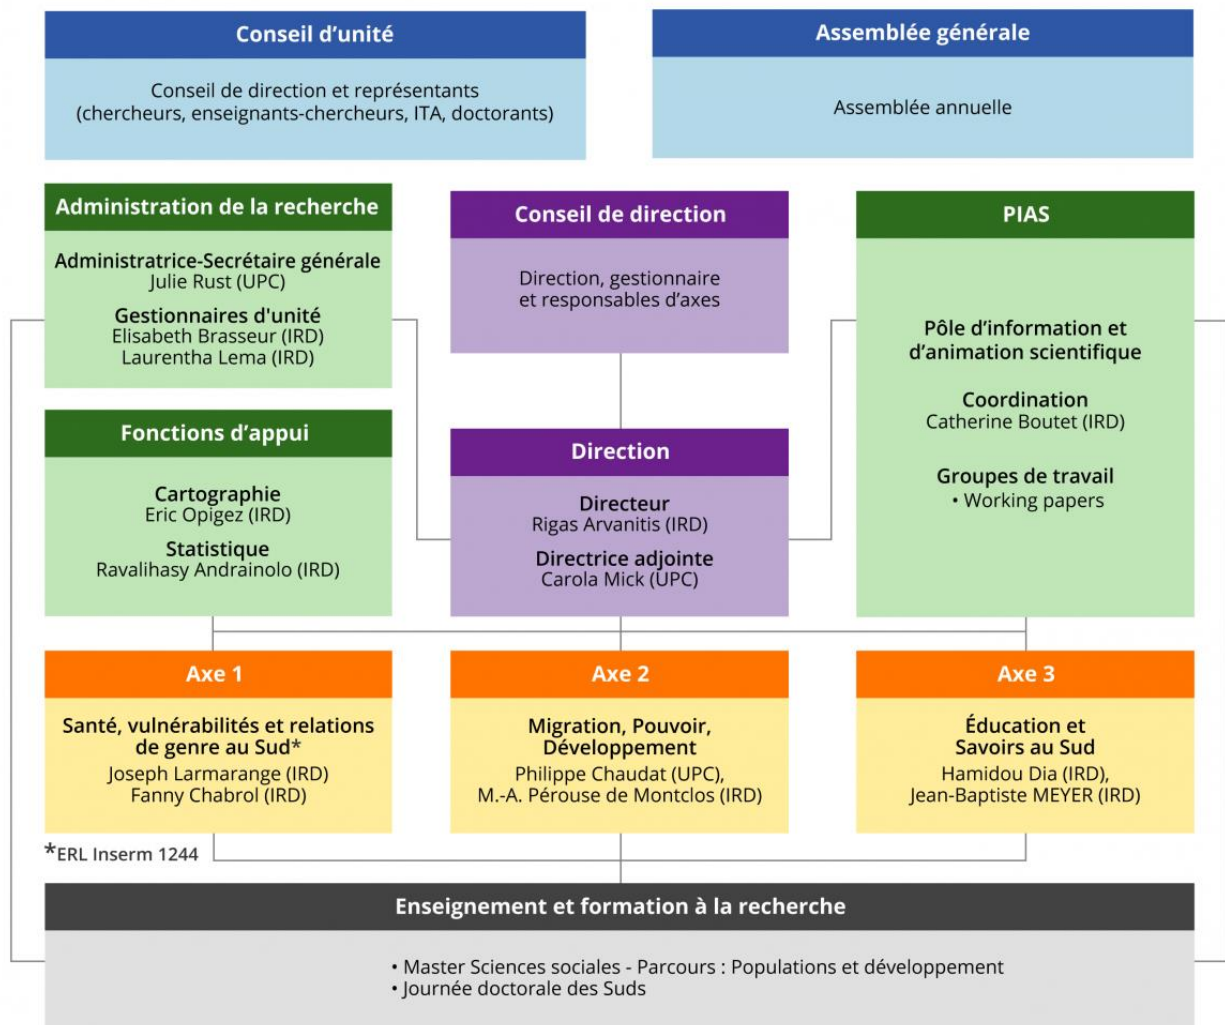 Conseil d’unité
Conseil de direction et représentants
(chercheurs, enseignants-chercheurs, ITA, doctorants)
Assemblée générale
Assemblée annuelle
Administration de la recherche
Administratrice-Secrétaire générale
Julie Rust (UPC)
Gestionnaires d'unité
Elisabeth Brasseur (IRD)
Laurentha Lema (IRD)
Conseil de direction
Direction, gestionnaire
et responsables d’axes
PIAS
Pôle d’information et
d’animation scientifique
Coordination
Catherine Boutet (IRD)
Groupes de travail
• Working papers
Fonctions d’appui
Cartographie
Eric Opigez (IRD)
Statistique
Ravalihasy Andrainolo (IRD)
Direction
Directeur
Rigas Arvanitis (IRD)
Directrice adjointe
Carola Mick (UPC)
Axe 1
Santé, vulnérabilités et relations
de genre au Sud*
Joseph Larmarange (IRD)
Fanny Chabrol (IRD)
Axe 2
Migration, Pouvoir,
Développement
Philippe Chaudat (UPC),
M.-A. Pérouse de Montclos (IRD)
Axe 3
Éducation et
Savoirs au Sud
Hamidou Dia (IRD),
Jean-Baptiste MEYER (IRD)
*ERL Inserm 1244
Enseignement et formation à la recherche
• Master Sciences sociales - Parcours : Populations et développement
• Journée doctorale des Suds